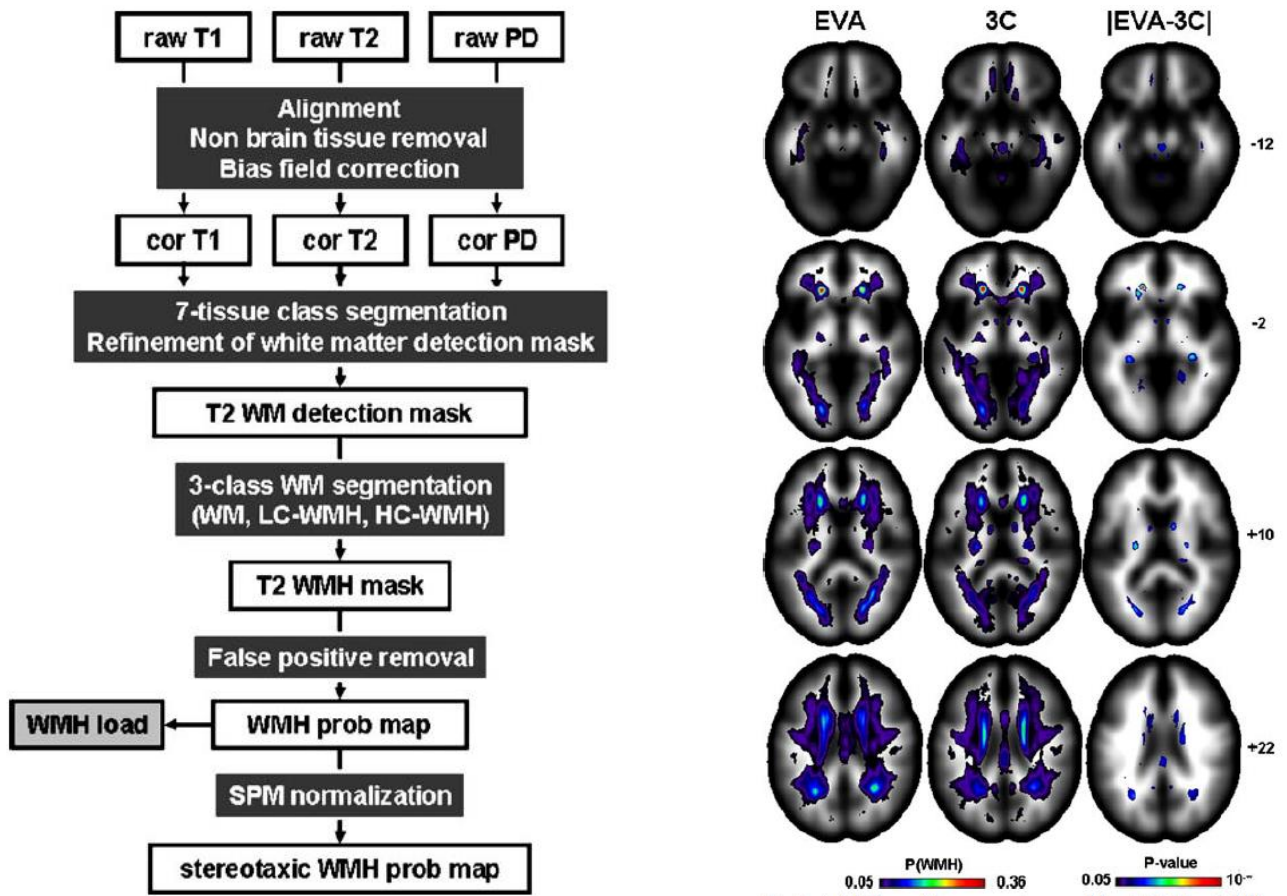 raw T1
raw T2
raw PD
Alignment
Non brain tissue removal
Bias field correction
cor T1
cor T2
cor PD
7-tissue class segmentation
Refinement of white matter detection mask
T2 WM detection mask
3-class WM segmentation
(WM, LC-WMH, HC-WMH)
T2 WMH mask
False positive removal
WMH load
WMH prob map
SPM normalization
stereotaxic WMH prob map
EVA
3C
|EVA-3C|
-12
-2
+10
+22
P(WMH)
0.05
0.36
P-value
0.05